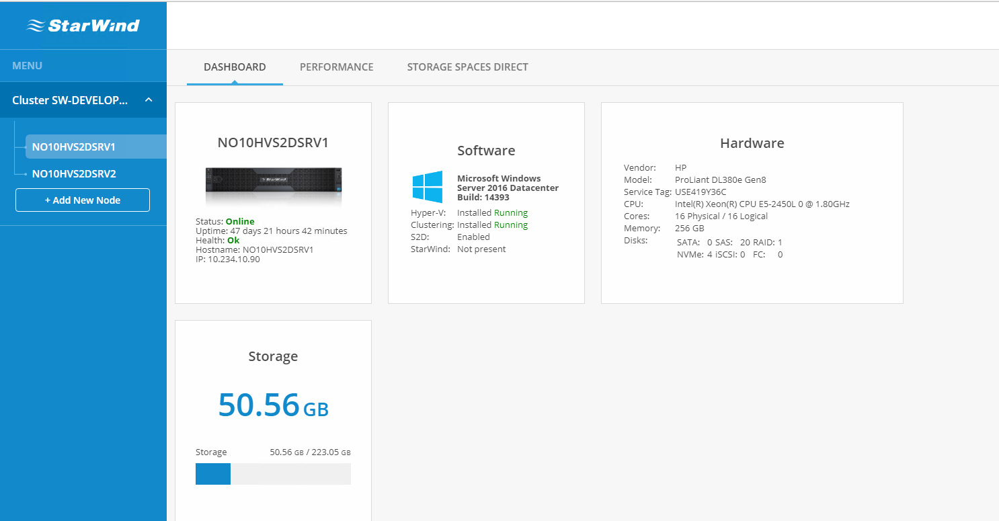 StarWind
MENU
Cluster SW-DEVELOP...
NO10HVS2DSRV1
NO10HVS2DSRV2
+ Add New Node
DASHBOARD PERFORMANCE STORAGE SPACES DIRECT
NO10HVS2DSRV1
StarWind
Status: Online
Uptime: 47 days 21 hours 42 minutes
Health: Ok
Hostname: NO10HVS2DSRV1
IP: 10.234.10.90
Software
Microsoft Windows
Server 2016 Datacenter
Build: 14393
Hyper-V: Installed Running
Clustering: Installed Running
S2D: Enabled
StarWind: Not present
Hardware
Vendor: HP
Model: ProLiant DL380e Gen8
Service Tag: USE419Y36C
CPU: Intel(R) Xeon(R) CPU E5-2450L 0 @ 1.80GHz
Cores: 16 Physical / 16 Logical
Memory: 256 GB
Disks: SATA: 0 SAS: 20 RAID: 1
NVMe: 4 iSCSI: 0 FC: 0
Storage
50.56 GB
Storage 50.56 GB / 223.05 GB